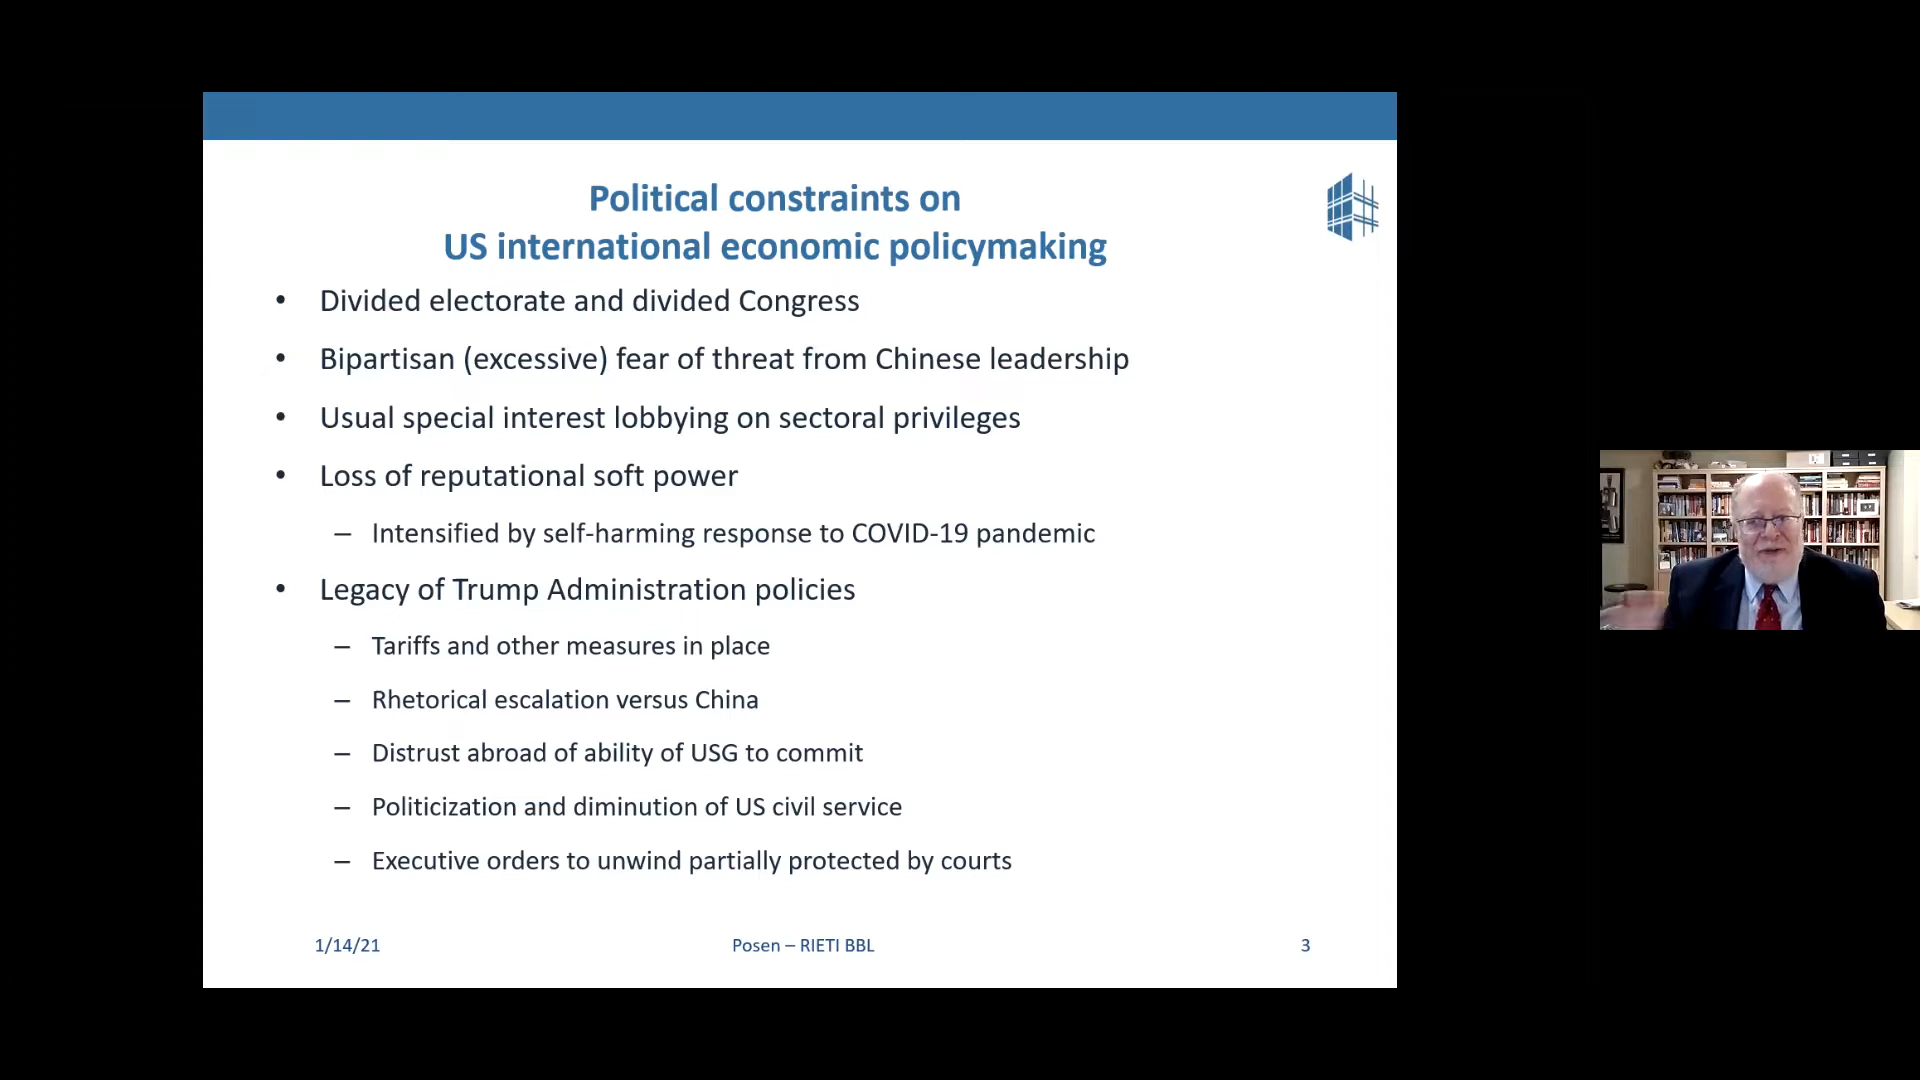 Political constraints on
US international economic policymaking
• Divided electorate and divided Congress
• Bipartisan (excessive) fear of threat from Chinese leadership
• Usual special interest lobbying on sectoral privileges
• Loss of reputational soft power
– Intensified by self-harming response to COVID-19 pandemic
• Legacy of Trump Administration policies
– Tariffs and other measures in place
– Rhetorical escalation versus China
– Distrust abroad of ability of USG to commit
– Politicization and diminution of US civil service
– Executive orders to unwind partially protected by courts
1/14/21 Posen – RIETI BBL 3